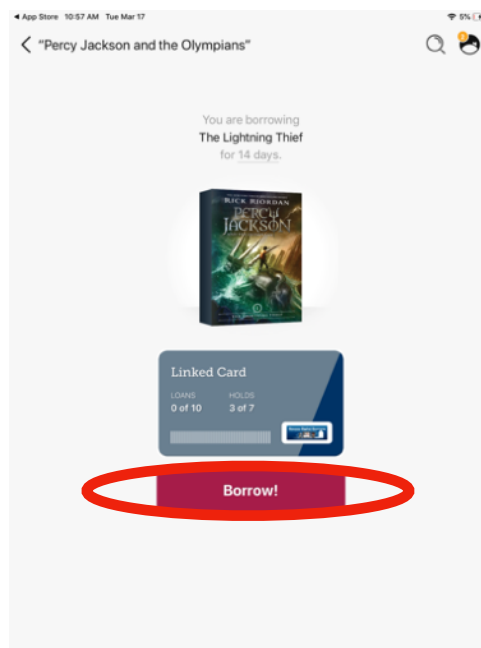 App Store 10:57 AM Tue Mar 17
5%
"Percy Jackson and the Olympians"
You are borrowing
The Lightning Thief
for 14 days.
RICK RIORDAN
PERCY
JACKSON
Linked Card
LOANS HOLDS
0 of 10 3 of 7
Borrow!